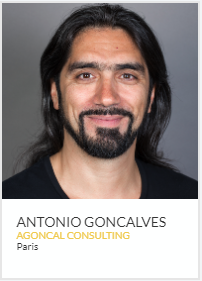 ANTONIO GONCALVES
AGONCAL CONSULTING
Paris